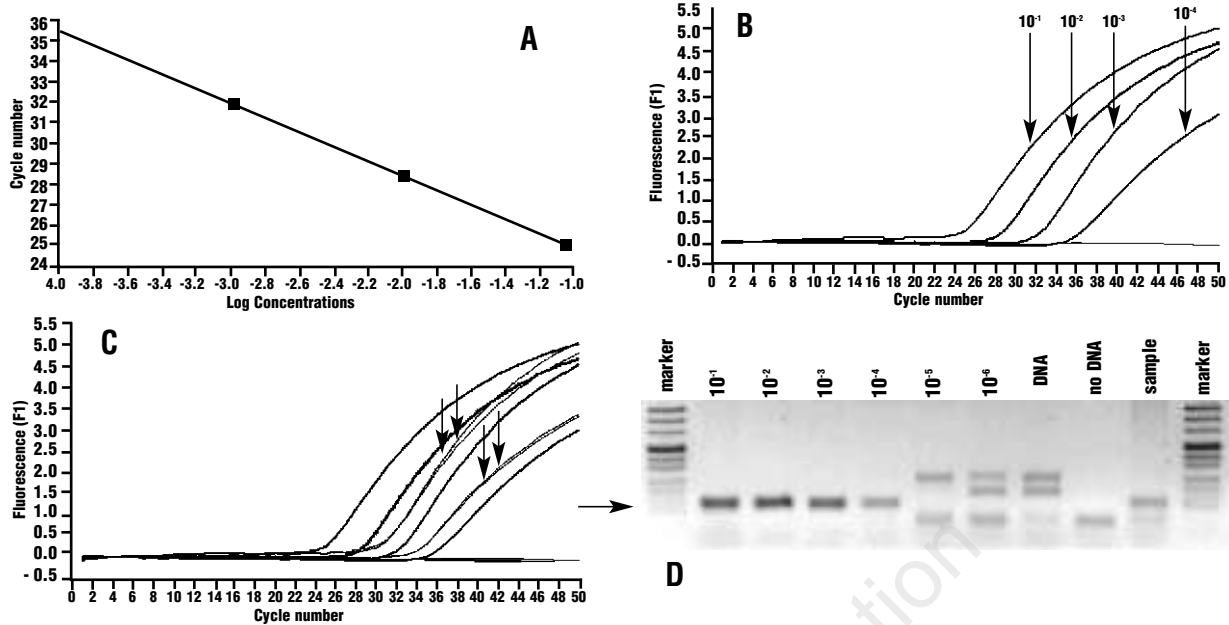 A
Cycle number
36
35
34
33
32
31
29
28
26
25
24
4.0 -3.6 -3.4 -3.2 -3.0 -2.8 -2.6 -2.4 -2.2 -2.0 -1.8 -1.6 -1.4 -1.2 -1.0
Log Concentrations
B
10⁻¹ 10⁻² 10⁻³ 10⁻⁴
Fluorescence (F1)
5.5
5.0
4.5
4.0
3.5
3.0
2.5
2.0
1.5
1.0
0.5
0.0
- 0.5
0 2 4 6 8 10 12 14 16 18 20 22 24 26 28 30 32 34 36 38 40 42 44 46 48 50
Cycle number
C
Fluorescence (F1)
5.5
5.0
4.5
4.0
3.5
3.0
2.5
2.0
1.5
1.0
0.5
0.0
- 0.5
0 2 4 6 8 10 12 14 16 18 20 22 24 26 28 30 32 34 36 38 42 44 46 48 50
Cycle number
marker 10⁻¹ 10⁻² 10⁻³ 10⁻⁴ 10⁻⁵ 10⁻⁶ DNA no DNA sample marker
D